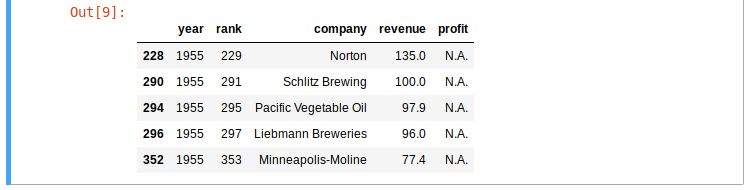 Out[9]:
year rank company revenue profit
228 1955 229 Norton 135.0 N.A.
290 1955 291 Schlitz Brewing 100.0 N.A.
294 1955 295 Pacific Vegetable Oil 97.9 N.A.
296 1955 297 Liebmann Breweries 96.0 N.A.
352 1955 353 Minneapolis-Moline 77.4 N.A.